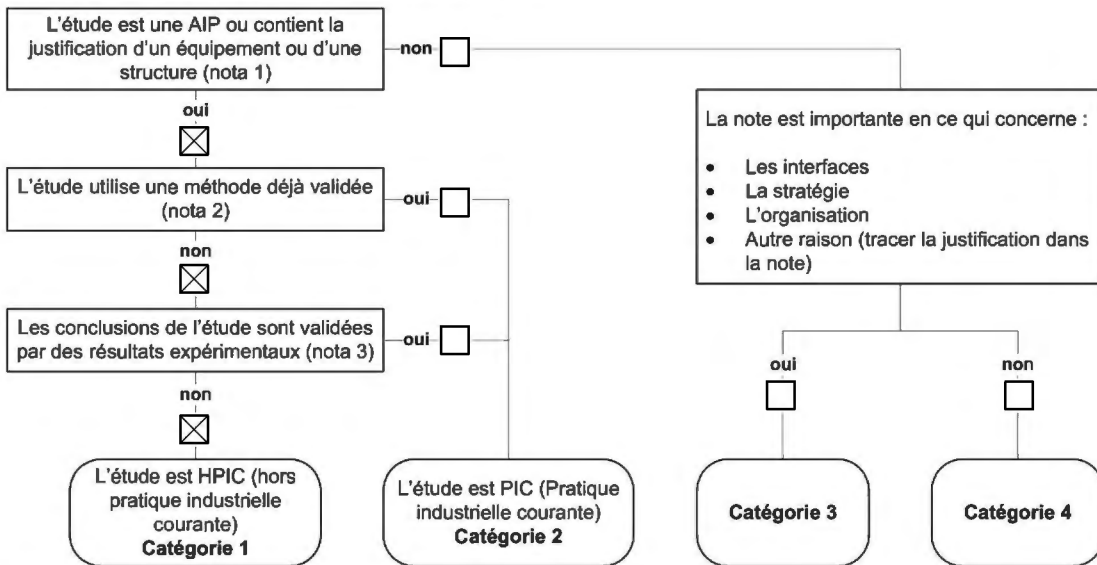 L'étude est une AIP ou contient la
justification d'un équipement ou d'une
structure (nota 1)
non
oui
La note est importante en ce qui concerne :
• Les interfaces
• La stratégie
• L'organisation
• Autre raison (tracer la justification dans
la note)
L'étude utilise une méthode déjà validée
(nota 2)
oui
non
Les conclusions de l'étude sont validées
par des résultats expérimentaux (nota 3)
oui
non
oui
non
L'étude est HPIC (hors
pratique industrielle
courante)
Catégorie 1
L'étude est PIC (Pratique
industrielle courante)
Catégorie 2
Catégorie 3
Catégorie 4